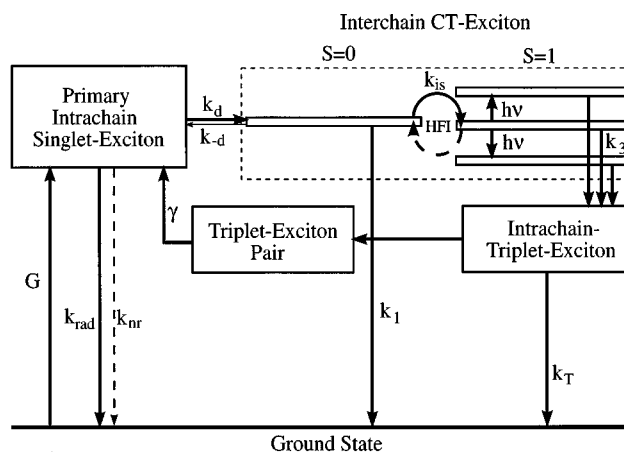 Interchain CT-Exciton
S=0
S=1
Primary
Intrachain
Singlet-Exciton
k_d
k_-d
k_is
HFI
hν
hν
k_3
γ
Triplet-Exciton
Pair
Intrachain-
Triplet-Exciton
G
k_rad
k_nr
k_1
k_T
Ground State